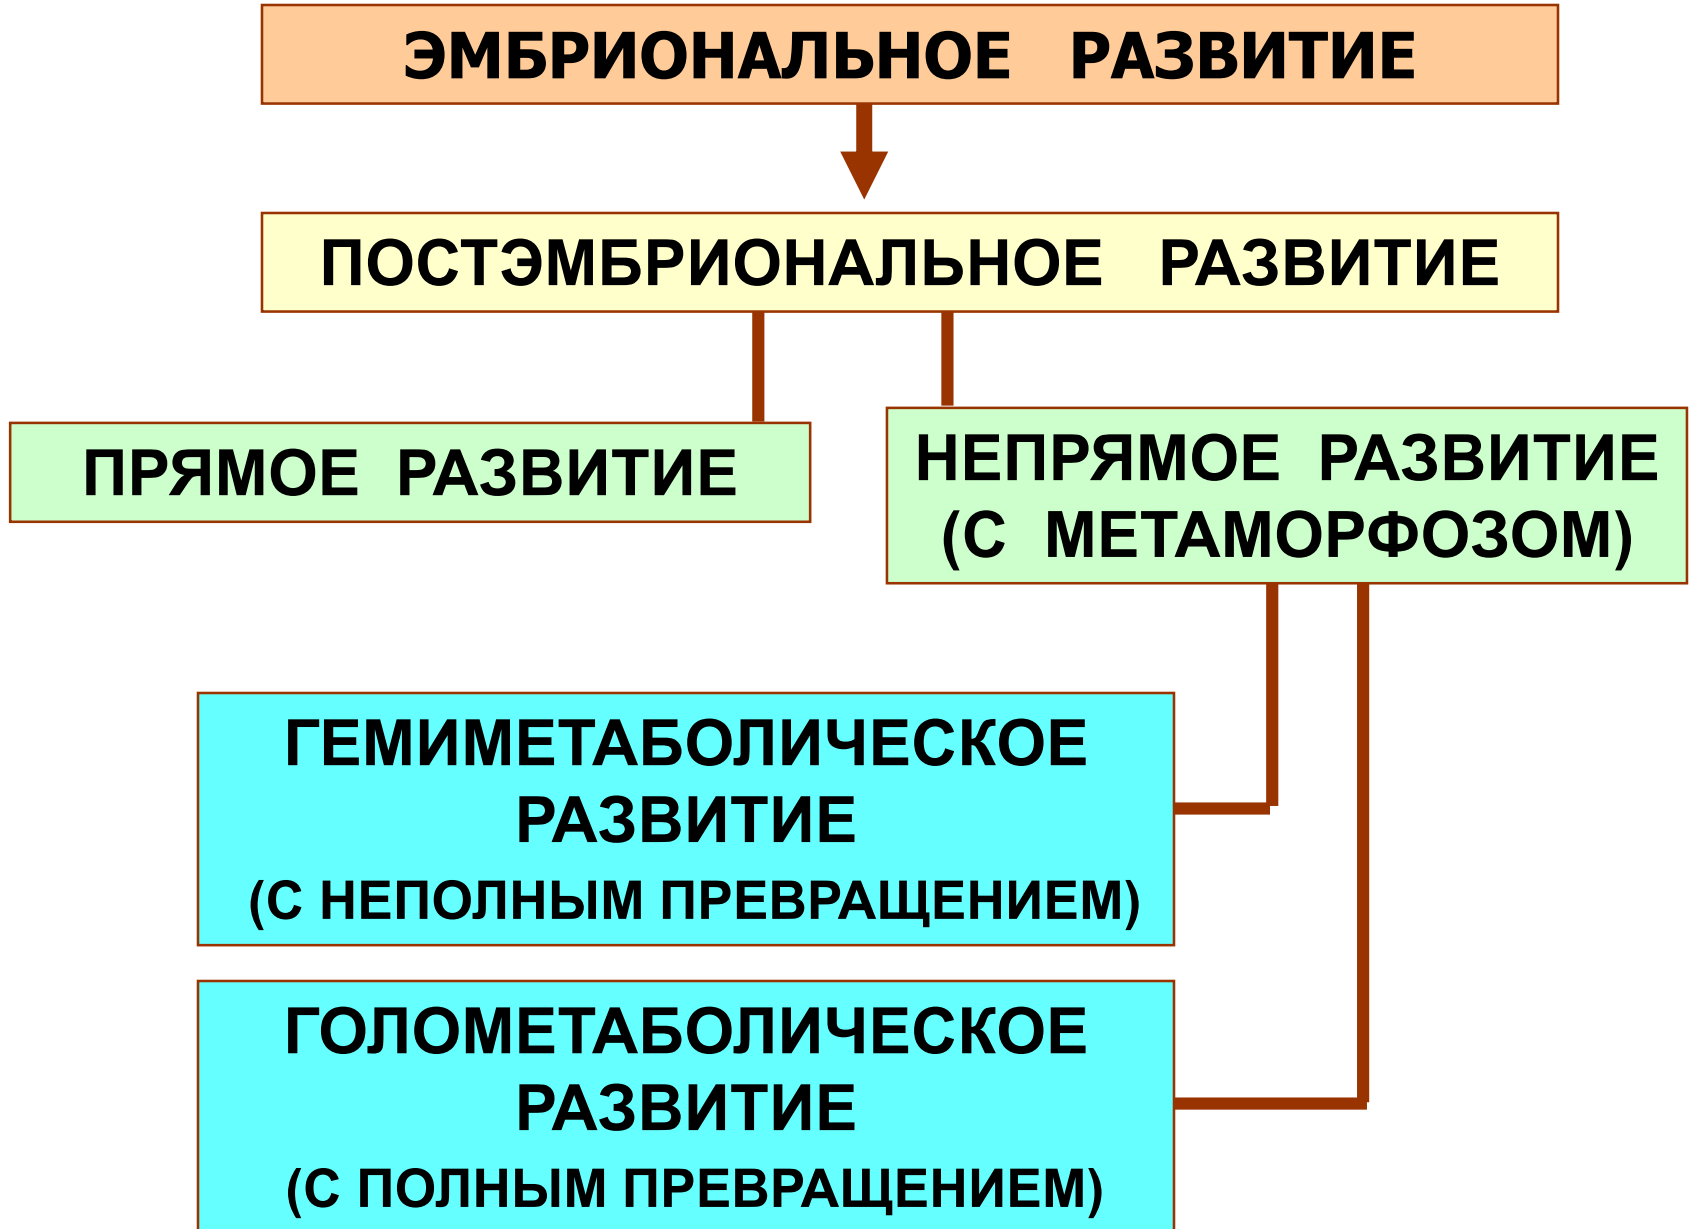 ЭМБРИОНАЛЬНОЕ РАЗВИТИЕ
ПОСТЭМБРИОНАЛЬНОЕ РАЗВИТИЕ
ПРЯМОЕ РАЗВИТИЕ
НЕПРЯМОЕ РАЗВИТИЕ
(С МЕТАМОРФОЗОМ)
ГЕМИМЕТАБОЛИЧЕСКОЕ
РАЗВИТИЕ
(С НЕПОЛНЫМ ПРЕВРАЩЕНИЕМ)
ГОЛОМЕТАБОЛИЧЕСКОЕ
РАЗВИТИЕ
(С ПОЛНЫМ ПРЕВРАЩЕНИЕМ)